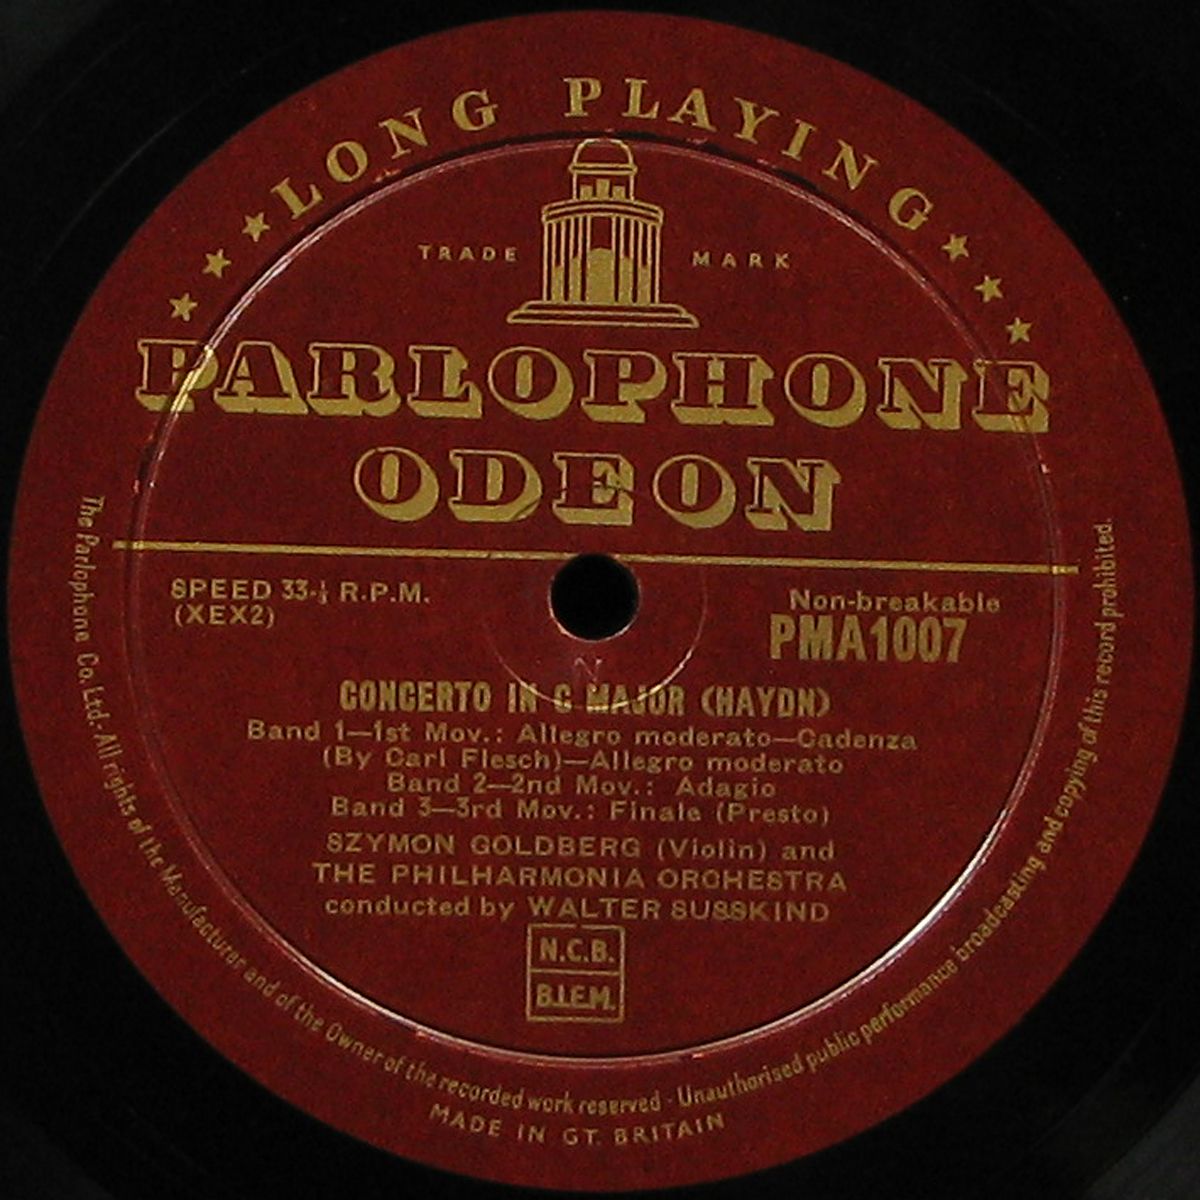 LONG PLAYING
TRADE MARK
PARLOPHONE
ODEON
SPEED 33-⅓ R.P.M.
(XEX2)
Non-breakable
PMA1007
N
CONCERTO IN C MAJOR (HAYDN)
Band 1—1st Mov.: Allegro moderato—Cadenza
(By Carl Flesch)—Allegro moderato
Band 2—2nd Mov.: Adagio
Band 3—3rd Mov.: Finale (Presto)
SZYMON GOLDBERG (Violin) and
THE PHILHARMONIA ORCHESTRA
conducted by WALTER SUSSKIND
N.C.B.
B.I.E.M.
The Parlophone Co. Ltd. · All rights of the Manufacturer and of the Owner of the recorded work reserved · Unauthorised public performance broadcasting and copying of this record prohibited.
MADE IN GT. BRITAIN